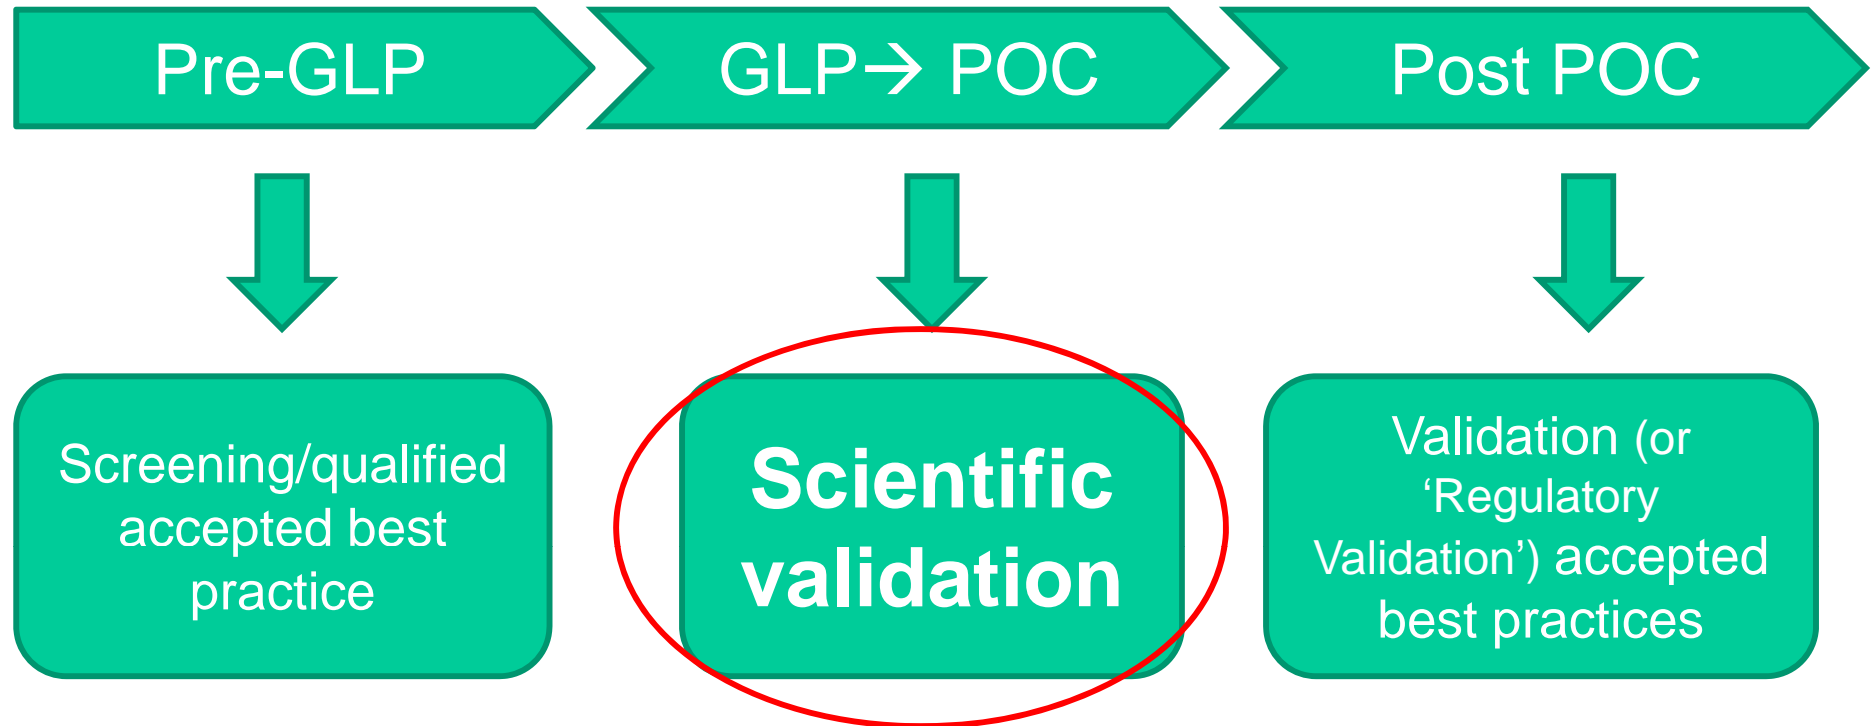 Pre-GLP
GLP→ POC
Post POC
Screening/qualified
accepted best
practice
Scientific
validation
Validation (or
‘Regulatory
Validation’) accepted
best practices